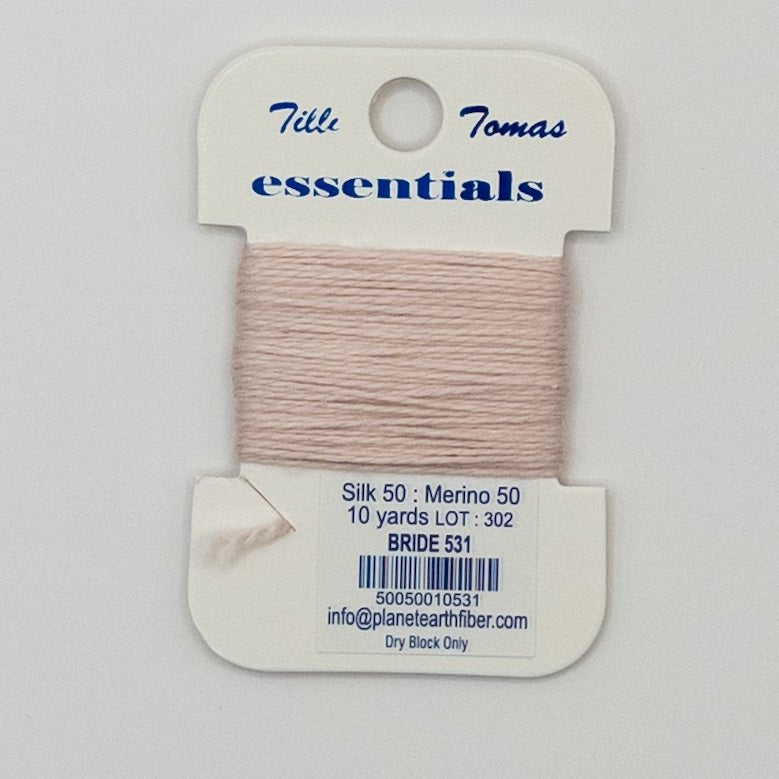 Tilli Tomas
essentials
Silk 50 : Merino 50
10 yards LOT : 302
BRIDE 531
50050010531
info@planetearthfiber.com
Dry Block Only